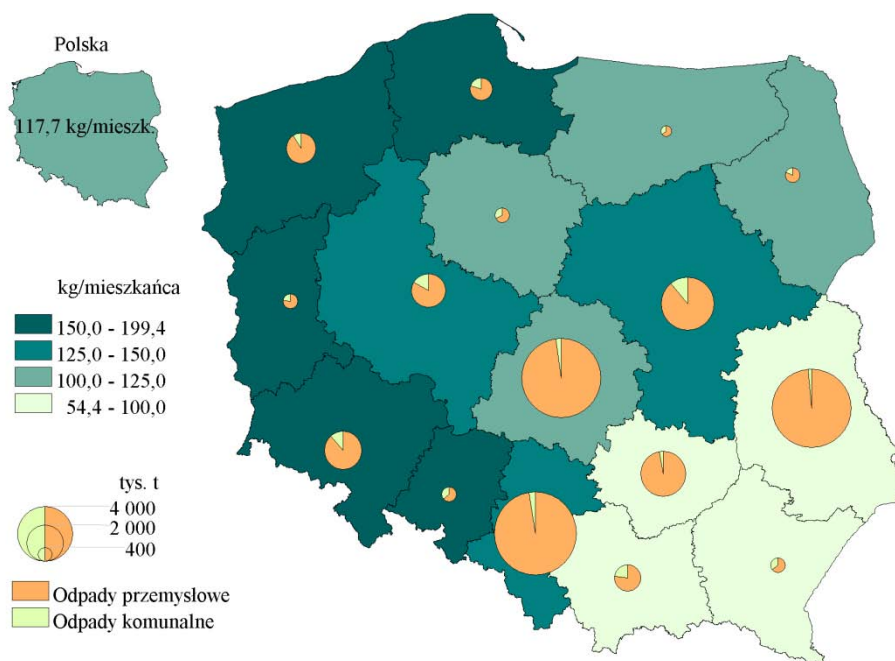 Polska
117,7 kg/mieszk.
kg/mieszkańca
150,0 - 199,4
125,0 - 150,0
100,0 - 125,0
54,4 - 100,0
tys. t
4 000
2 000
400
Odpady przemysłowe
Odpady komunalne